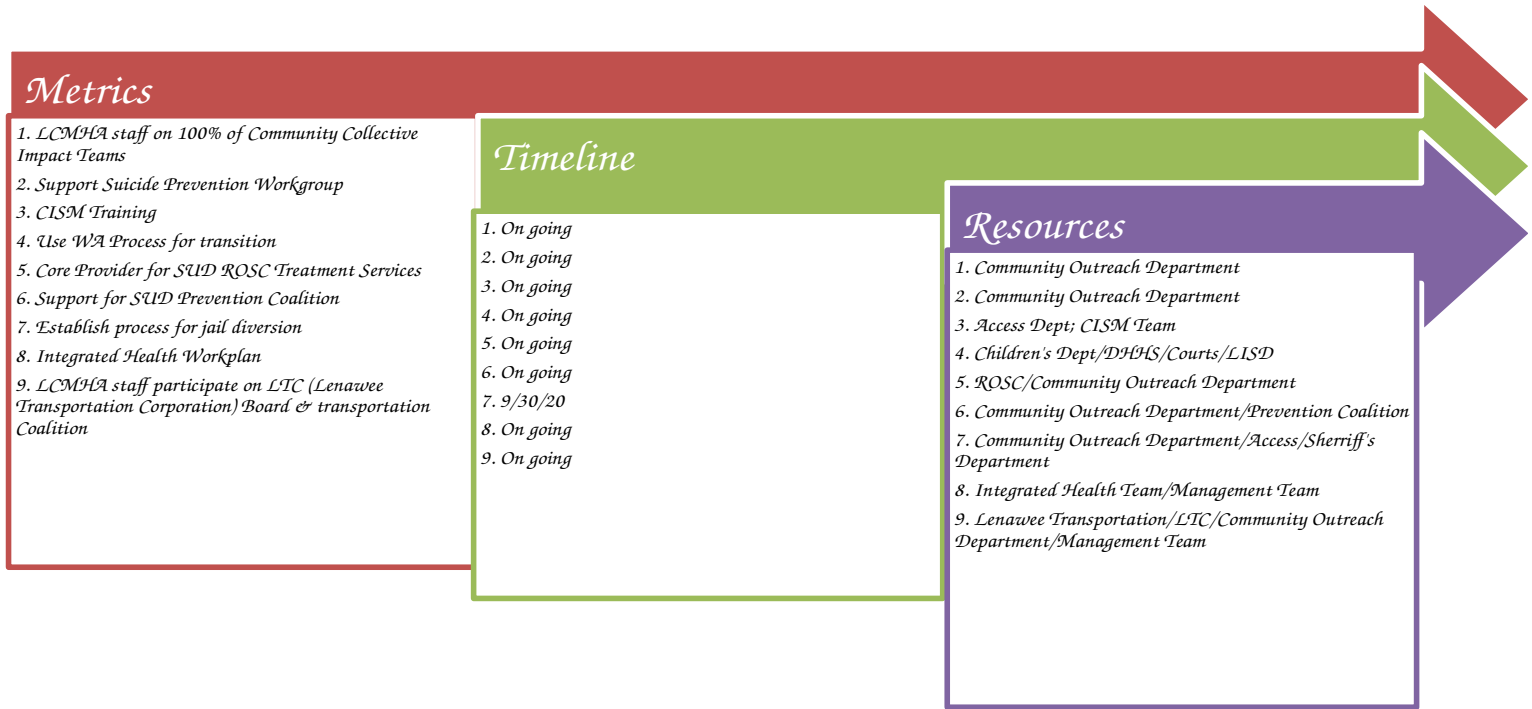 Metrics
1. LCMHA staff on 100% of Community Collective
Impact Teams
2. Support Suicide Prevention Workgroup
3. CISM Training
4. Use WA Process for transition
5. Core Provider for SUD ROSC Treatment Services
6. Support for SUD Prevention Coalition
7. Establish process for jail diversion
8. Integrated Health Workplan
9. LCMHA staff participate on LTC (Lenawee
Transportation Corporation) Board & transportation
Coalition
Timeline
1. On going
2. On going
3. On going
4. On going
5. On going
6. On going
7. 9/30/20
8. On going
9. On going
Resources
1. Community Outreach Department
2. Community Outreach Department
3. Access Dept; CISM Team
4. Children's Dept/DHHS/Courts/LISD
5. ROSC/Community Outreach Department
6. Community Outreach Department/Prevention Coalition
7. Community Outreach Department/Access/Sherriff's
Department
8. Integrated Health Team/Management Team
9. Lenawee Transportation/LTC/Community Outreach
Department/Management Team